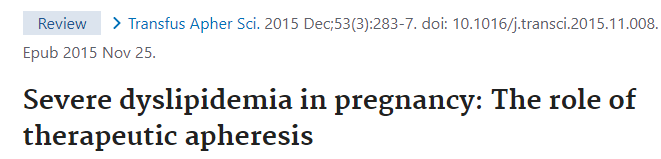 Review > Transfus Apher Sci. 2015 Dec;53(3):283-7. doi: 10.1016/j.transci.2015.11.008.
Epub 2015 Nov 25.
Severe dyslipidemia in pregnancy: The role of
therapeutic apheresis